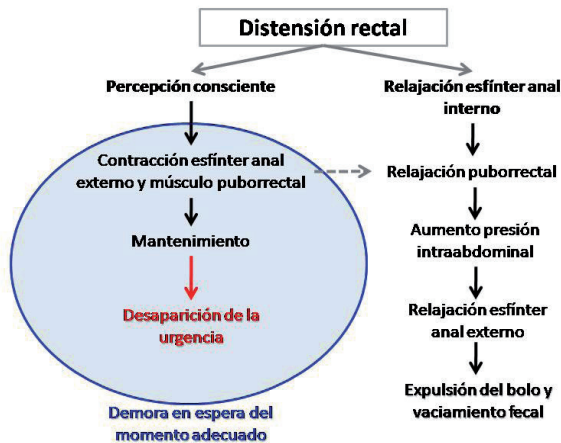 Distensión rectal
Percepción consciente
Contracción esfínter anal
externo y músculo puborrectal
Mantenimiento
Desaparición de la
urgencia
Demora en espera del
momento adecuado
Relajación esfínter anal
interno
Relajación puborrectal
Aumento presión
intraabdominal
Relajación esfínter
anal externo
Expulsión del bolo y
vaciamiento fecal